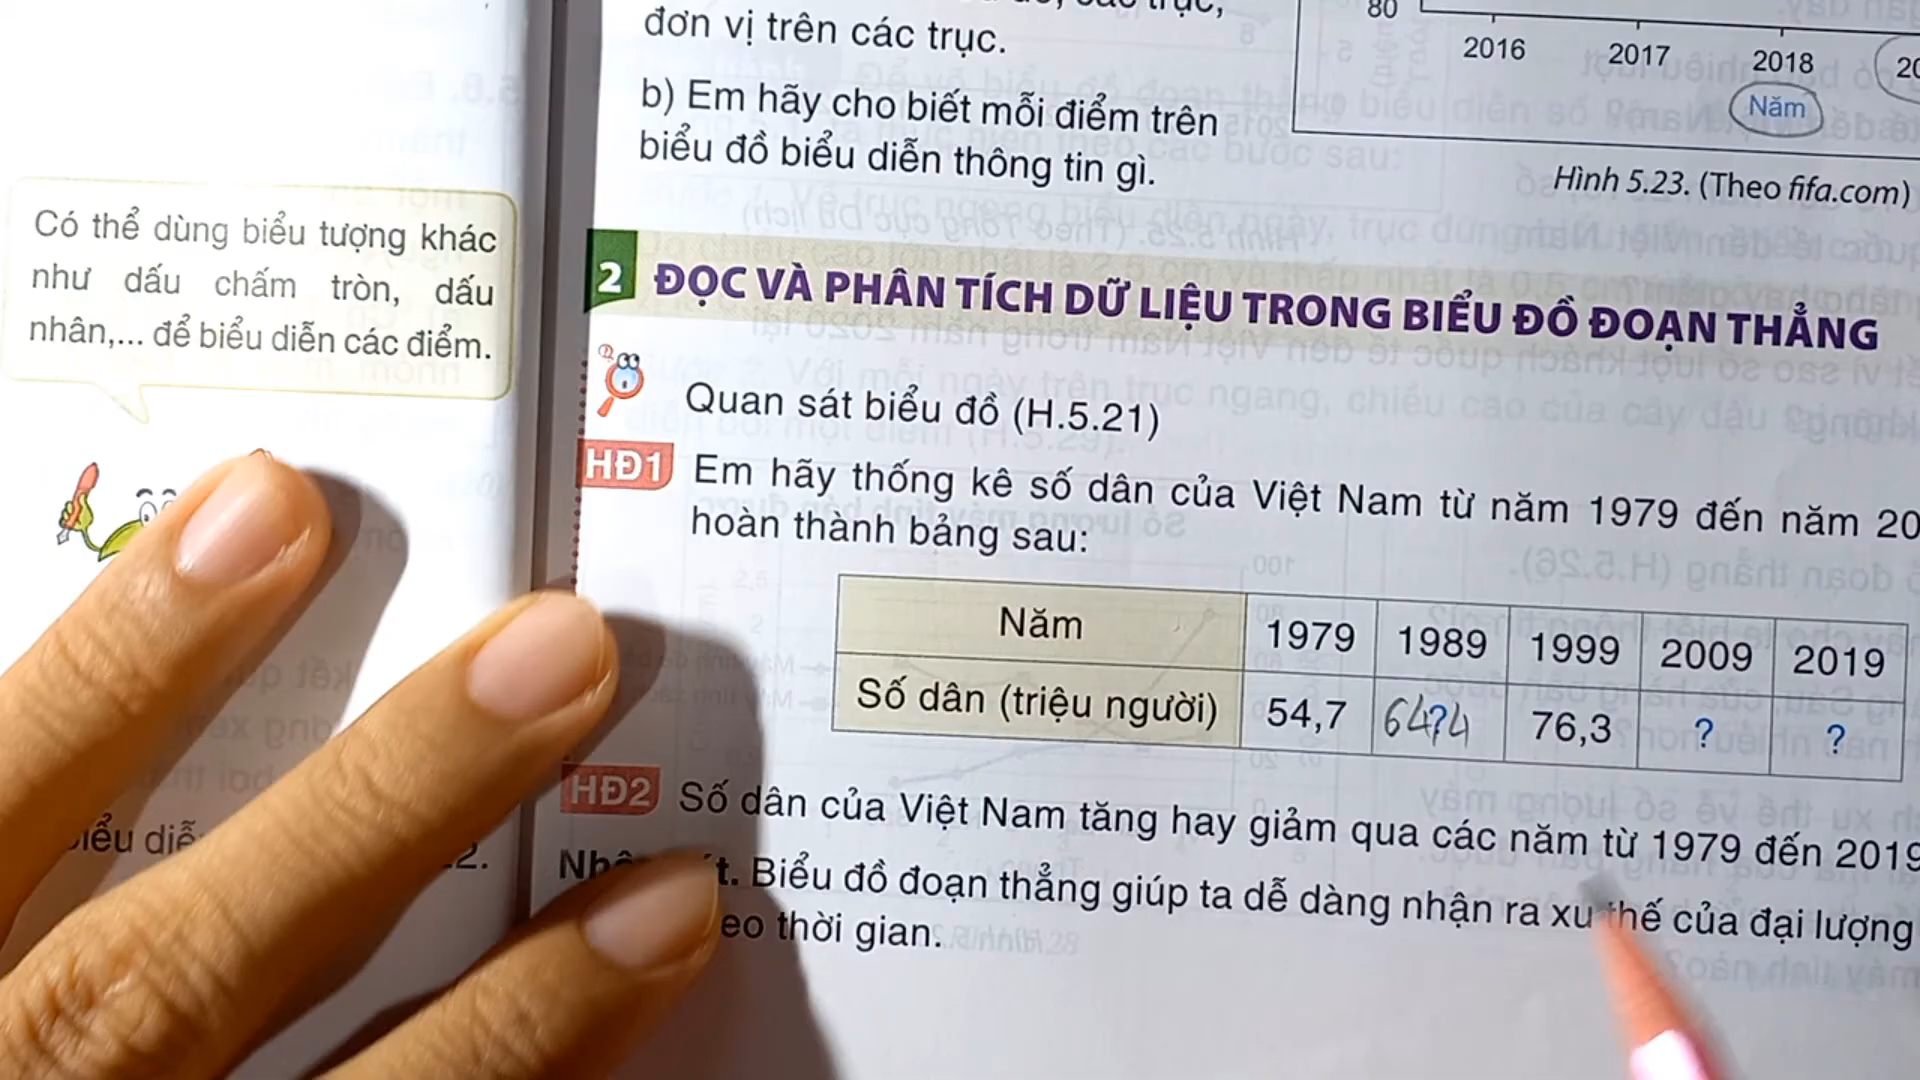 đơn vị trên các trục.
b) Em hãy cho biết mỗi điểm trên
biểu đồ biểu diễn thông tin gì.
80
2016 2017 2018
Năm
Hình 5.23. (Theo fifa.com)
Có thể dùng biểu tượng khác
như dấu chấm tròn, dấu
nhân,... để biểu diễn các điểm.
2 ĐỌC VÀ PHÂN TÍCH DỮ LIỆU TRONG BIỂU ĐỒ ĐOẠN THẲNG
Quan sát biểu đồ (H.5.21)
HĐ1 Em hãy thống kê số dân của Việt Nam từ năm 1979 đến năm 20
hoàn thành bảng sau:
Năm 1979 1989 1999 2009 2019
Số dân (triệu người) 54,7 64,4 ? 76,3 ? ?
HĐ2 Số dân của Việt Nam tăng hay giảm qua các năm từ 1979 đến 2019
Biểu đồ đoạn thẳng giúp ta dễ dàng nhận ra xu thế của đại lượng
thời gian.